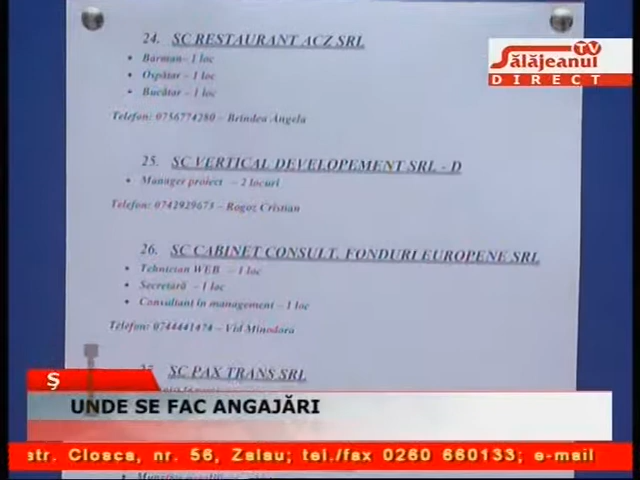 24. SC RESTAURANT ACZ SRL
Sălăjeanul TV
DIRECT
• Barman– 1 loc
• Ospătar – 1 loc
• Bucătar – 1 loc
Telefon: 0756774280 – Brindea Angela
25. SC VERTICAL DEVELOPEMENT SRL - D
• Manager proiect – 2 locuri
Telefon: 0742929673 – Rogoz Cristian
26. SC CABINET CONSULT. FONDURI EUROPENE SRL
• Tehnician WEB – 1 loc
• Secretară – 1 loc
• Consultant în management – 1 loc
Telefon: 0744441474 – Vid Minodora
SC PAX TRANS SRL
Ş
UNDE SE FAC ANGAJĂRI
str. Closca, nr. 56, Zalau; tel./fax 0260 660133; e-mail